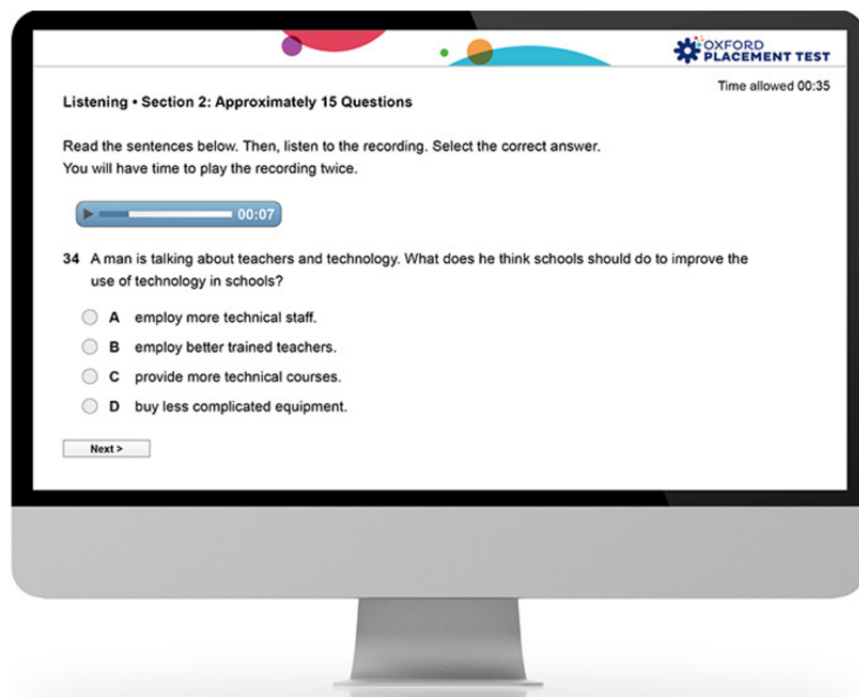 OXFORD
PLACEMENT TEST
Time allowed 00:35
Listening • Section 2: Approximately 15 Questions
Read the sentences below. Then, listen to the recording. Select the correct answer.
You will have time to play the recording twice.
00:07
34 A man is talking about teachers and technology. What does he think schools should do to improve the
use of technology in schools?
A employ more technical staff.
B employ better trained teachers.
C provide more technical courses.
D buy less complicated equipment.
Next >